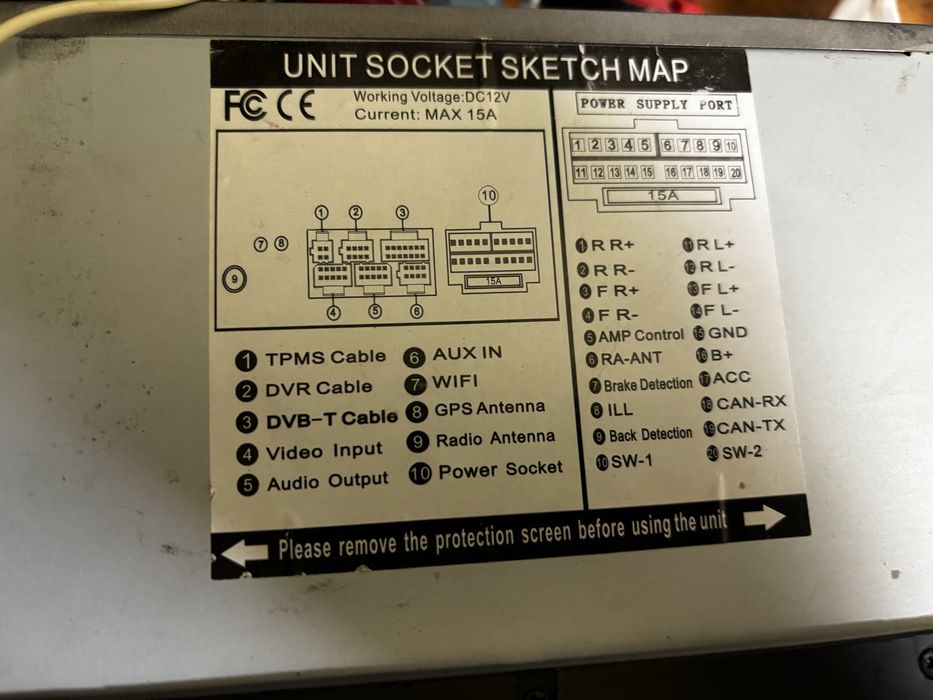 UNIT SOCKET SKETCH MAP
FC CE
Working Voltage:DC12V
Current: MAX 15A
1 2 3
10
7 8
9
15A
4 5 6
1 TPMS Cable
2 DVR Cable
3 DVB-T Cable
4 Video Input
5 Audio Output
6 AUX IN
7 WIFI
8 GPS Antenna
9 Radio Antenna
10 Power Socket
POWER SUPPLY PORT
1 2 3 4 5 6 7 8 9 10
11 12 13 14 15 16 17 18 19 20
15A
1 R R+
2 R R-
3 F R+
4 F R-
5 AMP Control
6 RA-ANT
7 Brake Detection
8 ILL
9 Back Detection
10 SW-1
11 R L+
12 R L-
13 F L+
14 F L-
15 GND
16 B+
17 ACC
18 CAN-RX
19 CAN-TX
20 SW-2
Please remove the protection screen before using the unit